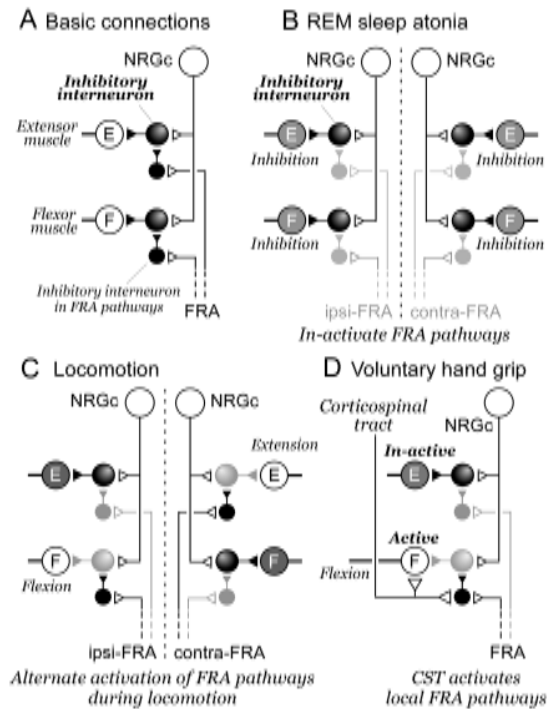 A Basic connections
NRGc
Inhibitory
interneuron
Extensor
muscle
E
Flexor
muscle
F
Inhibitory interneuron
in FRA pathways
FRA
B REM sleep atonia
NRGc
NRGc
Inhibitory
interneuron
E
E
Inhibition
Inhibition
F
F
Inhibition
Inhibition
ipsi-FRA
contra-FRA
In-activate FRA pathways
C Locomotion
NRGc
NRGc
Extension
E
E
F
F
Flexion
ipsi-FRA
contra-FRA
Alternate activation of FRA pathways
during locomotion
D Voluntary hand grip
Corticospinal
tract
NRGc
In-active
E
Active
F
Flexion
FRA
CST activates
local FRA pathways